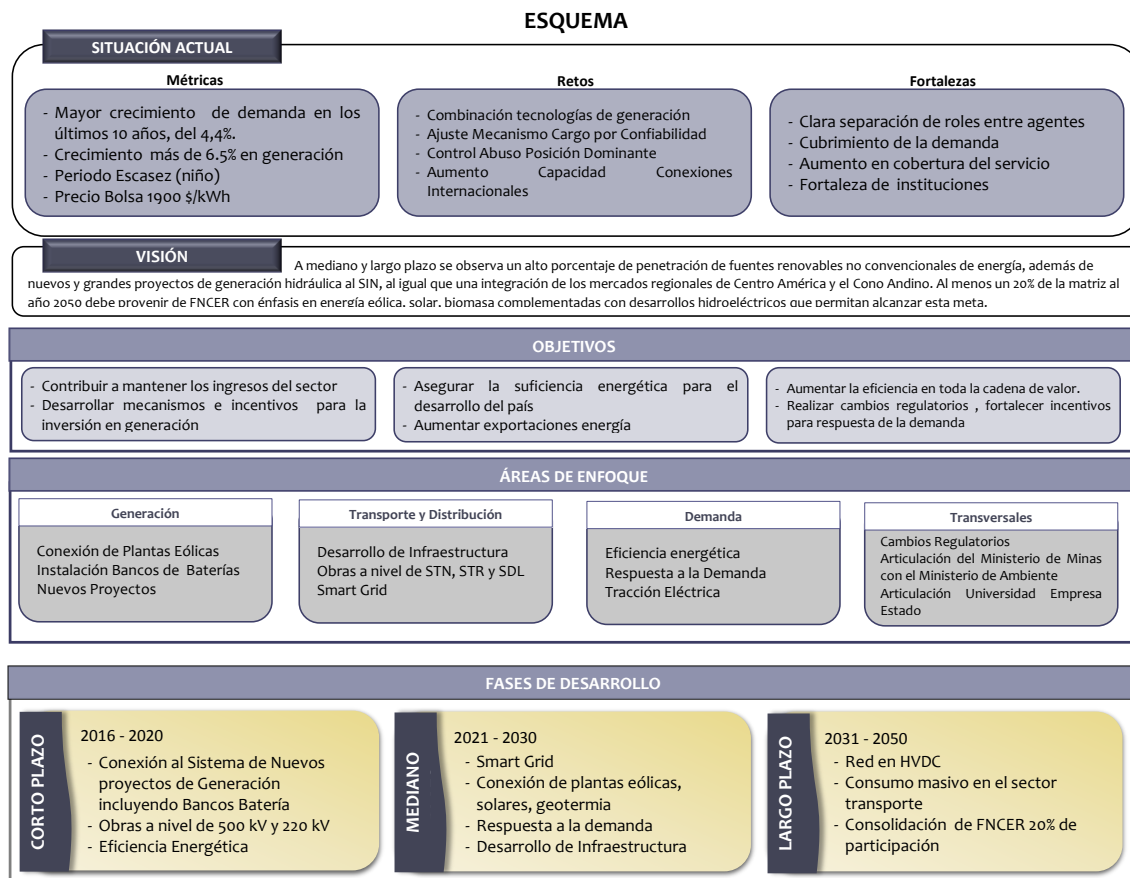 ESQUEMA
SITUACIÓN ACTUAL
Métricas
- Mayor crecimiento de demanda en los
últimos 10 años, del 4,4%.
- Crecimiento más de 6.5% en generación
- Periodo Escasez (niño)
- Precio Bolsa 1900 $/kWh
Retos
- Combinación tecnologías de generación
- Ajuste Mecanismo Cargo por Confiabilidad
- Control Abuso Posición Dominante
- Aumento Capacidad Conexiones
Internacionales
Fortalezas
- Clara separación de roles entre agentes
- Cubrimiento de la demanda
- Aumento en cobertura del servicio
- Fortaleza de instituciones
VISIÓN
A mediano y largo plazo se observa un alto porcentaje de penetración de fuentes renovables no convencionales de energía, además de
nuevos y grandes proyectos de generación hidráulica al SIN, al igual que una integración de los mercados regionales de Centro América y el Cono Andino. Al menos un 20% de la matriz al
año 2050 debe provenir de FNCER con énfasis en energía eólica, solar, biomasa complementadas con desarrollos hidroeléctricos que permitan alcanzar esta meta.
OBJETIVOS
- Contribuir a mantener los ingresos del sector
- Desarrollar mecanismos e incentivos para la
inversión en generación
- Asegurar la suficiencia energética para el
desarrollo del país
- Aumentar exportaciones energía
- Aumentar la eficiencia en toda la cadena de valor.
- Realizar cambios regulatorios , fortalecer incentivos
para respuesta de la demanda
ÁREAS DE ENFOQUE
Generación
Conexión de Plantas Eólicas
Instalación Bancos de Baterías
Nuevos Proyectos
Transporte y Distribución
Desarrollo de Infraestructura
Obras a nivel de STN, STR y SDL
Smart Grid
Demanda
Eficiencia energética
Respuesta a la Demanda
Tracción Eléctrica
Transversales
Cambios Regulatorios
Articulación del Ministerio de Minas
con el Ministerio de Ambiente
Articulación Universidad Empresa
Estado
FASES DE DESARROLLO
CORTO PLAZO
2016 - 2020
- Conexión al Sistema de Nuevos
proyectos de Generación
incluyendo Bancos Batería
- Obras a nivel de 500 kV y 220 kV
- Eficiencia Energética
MEDIANO
2021 - 2030
- Smart Grid
- Conexión de plantas eólicas,
solares, geotermia
- Respuesta a la demanda
- Desarrollo de Infraestructura
LARGO PLAZO
2031 - 2050
- Red en HVDC
- Consumo masivo en el sector
transporte
- Consolidación de FNCER 20% de
participación